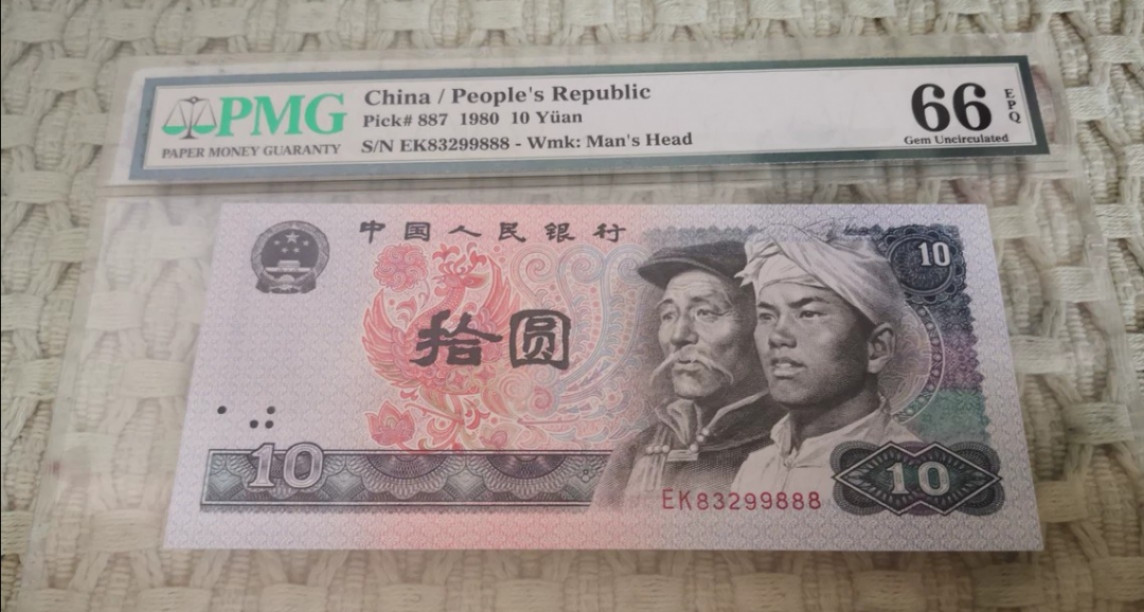 PMG
PAPER MONEY GUARANTY
China / People's Republic
Pick# 887 1980 10 Yüan
S/N EK83299888 - Wmk: Man's Head
66
EPQ
Gem Uncirculated
中国人民银行
10
拾圆
10
EK83299888
10